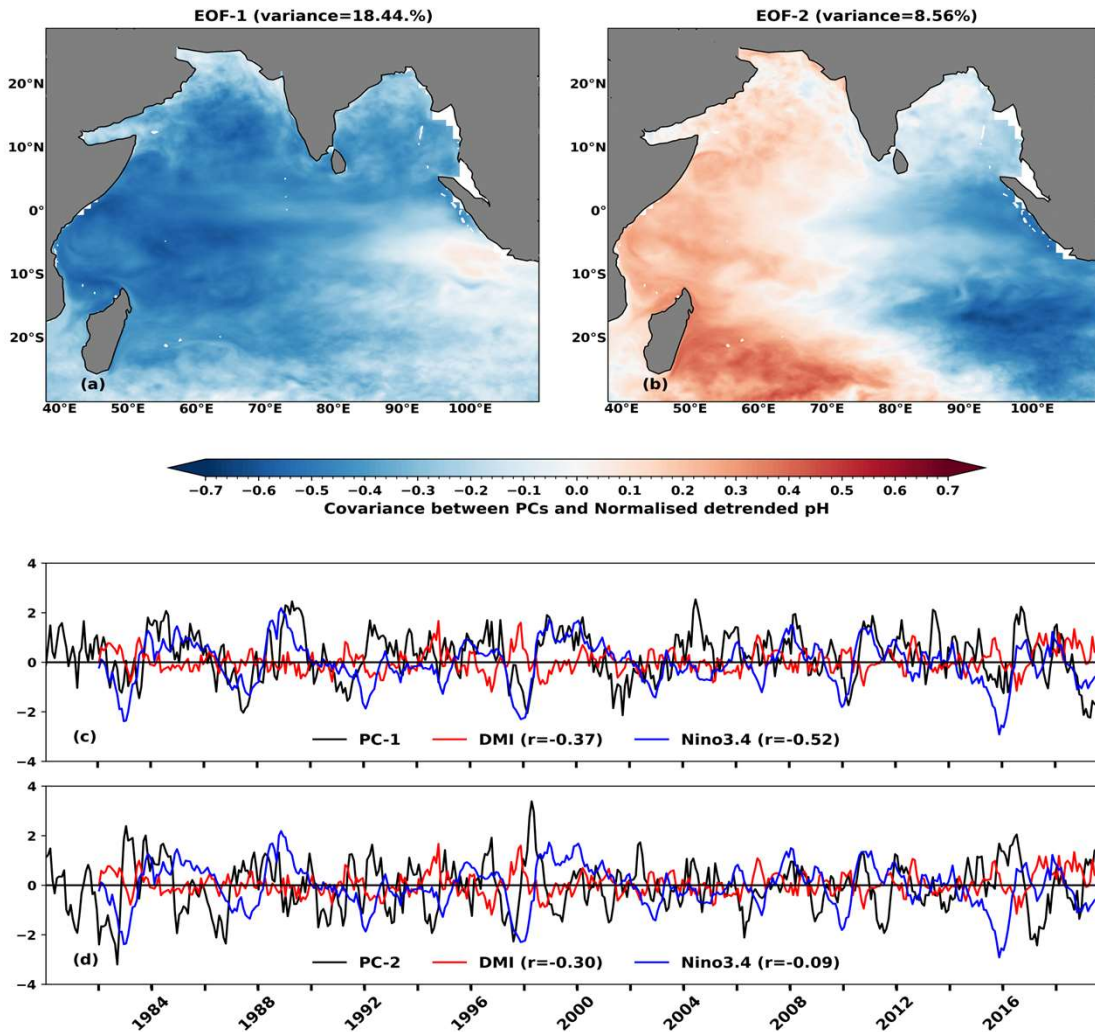 EOF-1 (variance=18.44.%)
EOF-2 (variance=8.56%)
20°N
10°N
0°
10°S
20°S
(a)
40°E 50°E 60°E 70°E 80°E 90°E 100°E
20°N
10°N
0°
10°S
20°S
(b)
40°E 50°E 60°E 70°E 80°E 90°E 100°E
−0.7 −0.6 −0.5 −0.4 −0.3 −0.2 −0.1 0.0 0.1 0.2 0.3 0.4 0.5 0.6 0.7
Covariance between PCs and Normalised detrended pH
4
2
0
−2
−4
(c)
PC-1 DMI (r=-0.37) Nino3.4 (r=-0.52)
4
2
0
−2
−4
(d)
PC-2 DMI (r=-0.30) Nino3.4 (r=-0.09)
1984 1988 1992 1996 2000 2004 2008 2012 2016